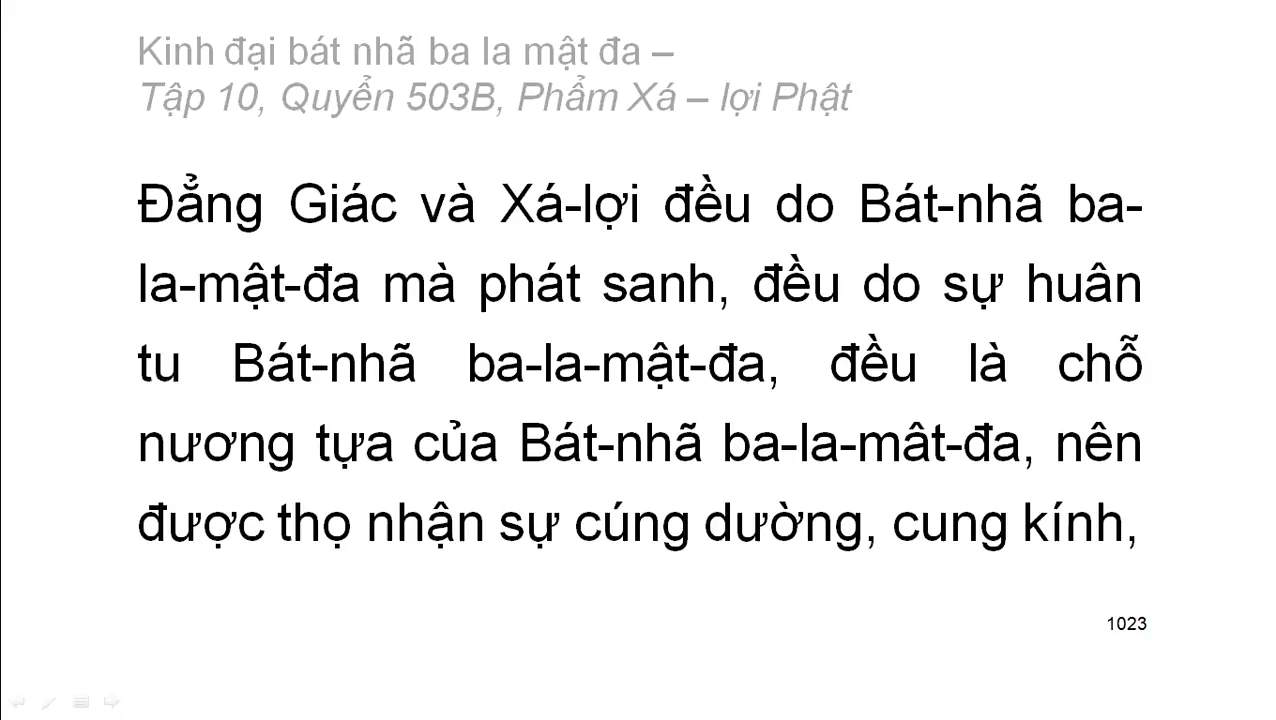 Kinh đại bát nhã ba la mật đa –
Tập 10, Quyển 503B, Phẩm Xá – lợi Phật
Đẳng Giác và Xá-lợi đều do Bát-nhã ba-
la-mật-đa mà phát sanh, đều do sự huân
tu Bát-nhã ba-la-mật-đa, đều là chỗ
nương tựa của Bát-nhã ba-la-mât-đa, nên
được thọ nhận sự cúng dường, cung kính,
1023